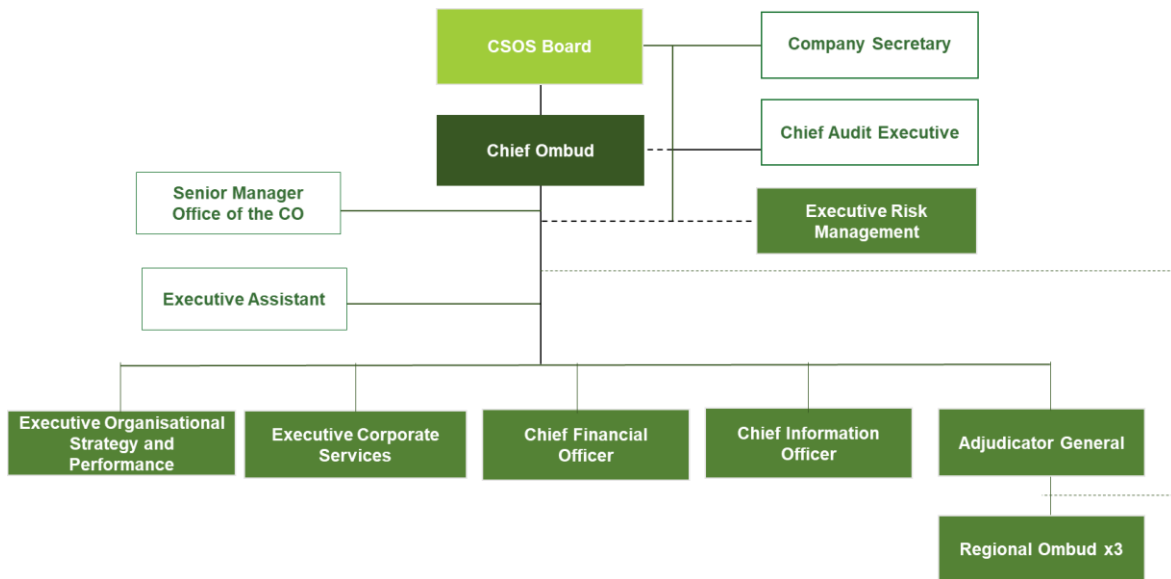 CSOS Board
Company Secretary
Chief Ombud
Chief Audit Executive
Senior Manager
Office of the CO
Executive Risk
Management
Executive Assistant
Executive Organisational
Strategy and
Performance
Executive Corporate
Services
Chief Financial
Officer
Chief Information
Officer
Adjudicator General
Regional Ombud x3